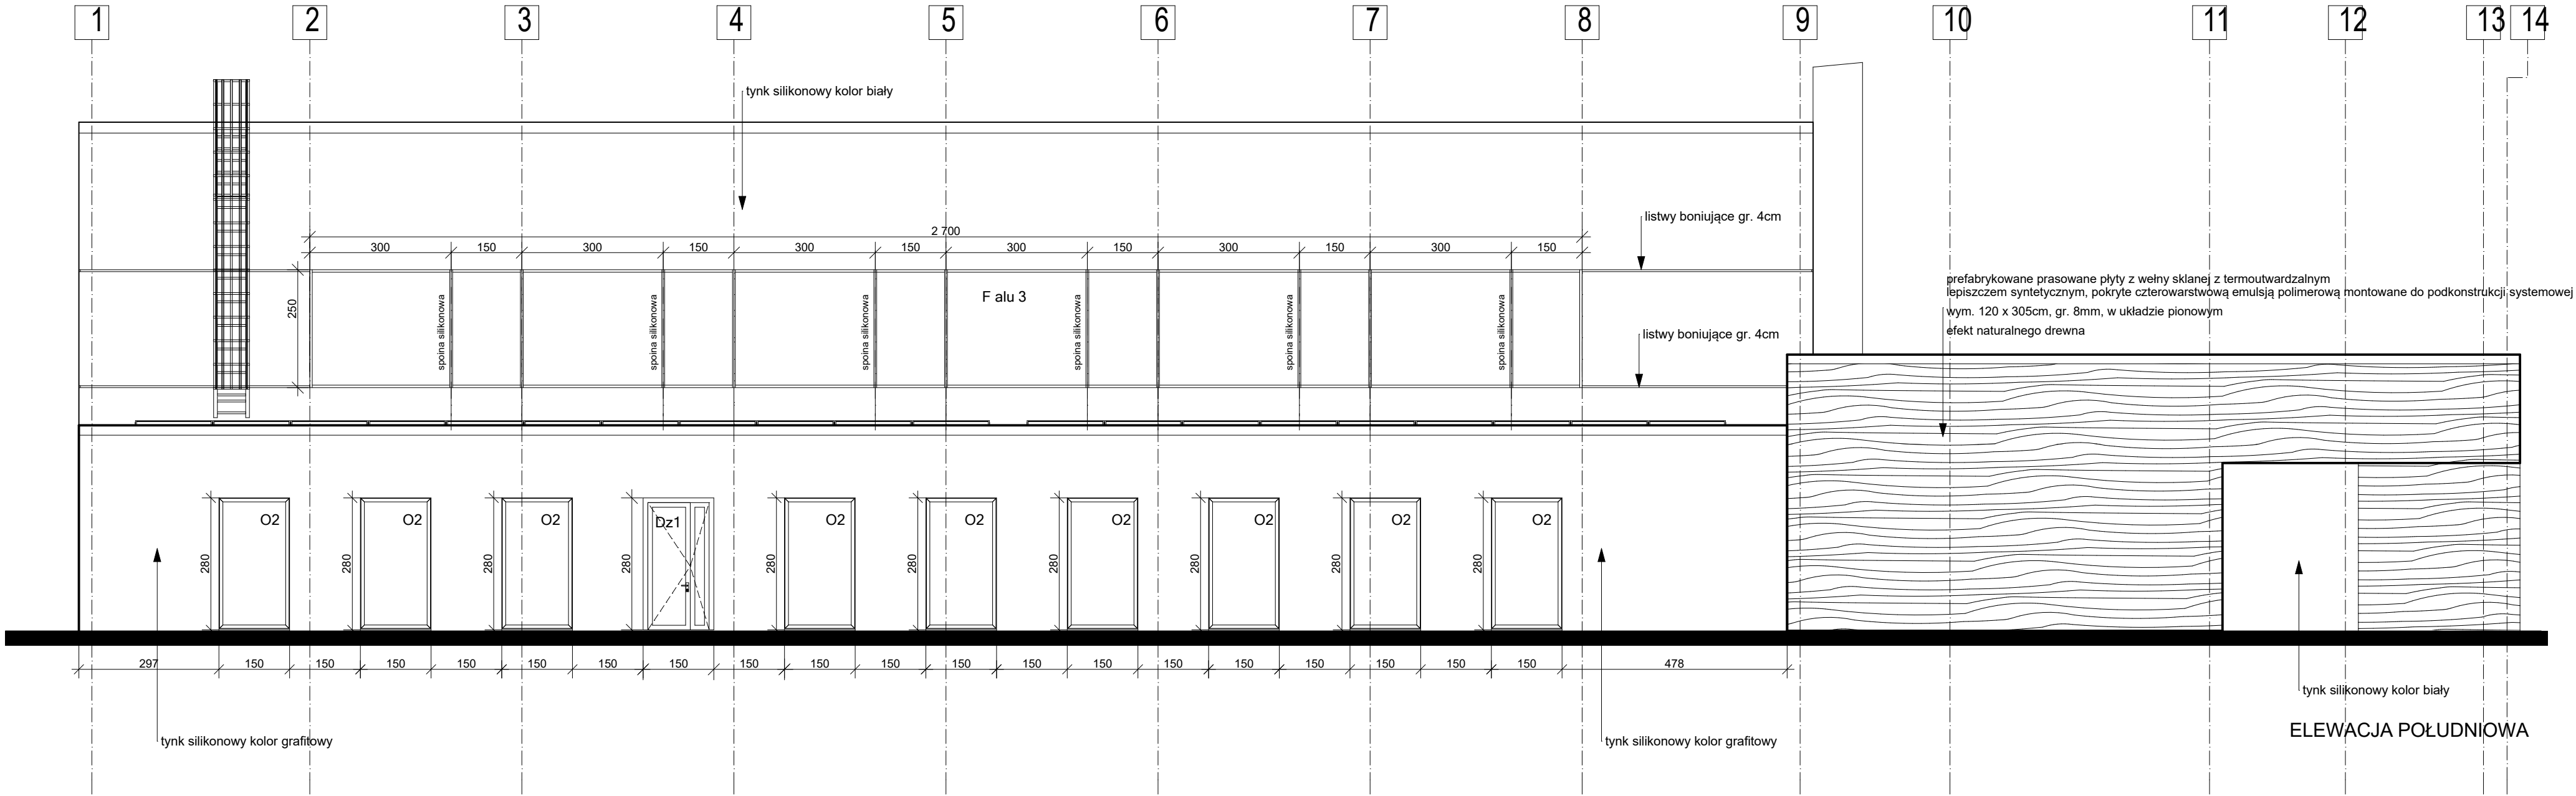 1 2 3 4 5 6 7 8 9 10 11 12 13 14
tynk silikonowy kolor biały
listwy boniujące gr. 4cm
2 700
300 150 300 150 300 150 300 150 300 150 300 150
250
spoina silikonowa
spoina silikonowa
spoina silikonowa
F alu 3
spoina silikonowa
spoina silikonowa
spoina silikonowa
listwy boniujące gr. 4cm
prefabrykowane prasowane płyty z wełny sklanej z termoutwardzalnym
lepiszczem syntetycznym, pokryte czterowarstwową emulsją polimerową montowane do podkonstrukcji systemowej
wym. 120 x 305cm, gr. 8mm, w układzie pionowym
efekt naturalnego drewna
O2 O2 O2 Dz1 O2 O2 O2 O2 O2 O2
280 280 280 280 280 280 280 280 280 280
297 150 150 150 150 150 150 150 150 150 150 150 150 150 150 150 150 150 150 150 478
tynk silikonowy kolor biały
tynk silikonowy kolor grafitowy
tynk silikonowy kolor grafitowy
ELEWACJA POŁUDNIOWA